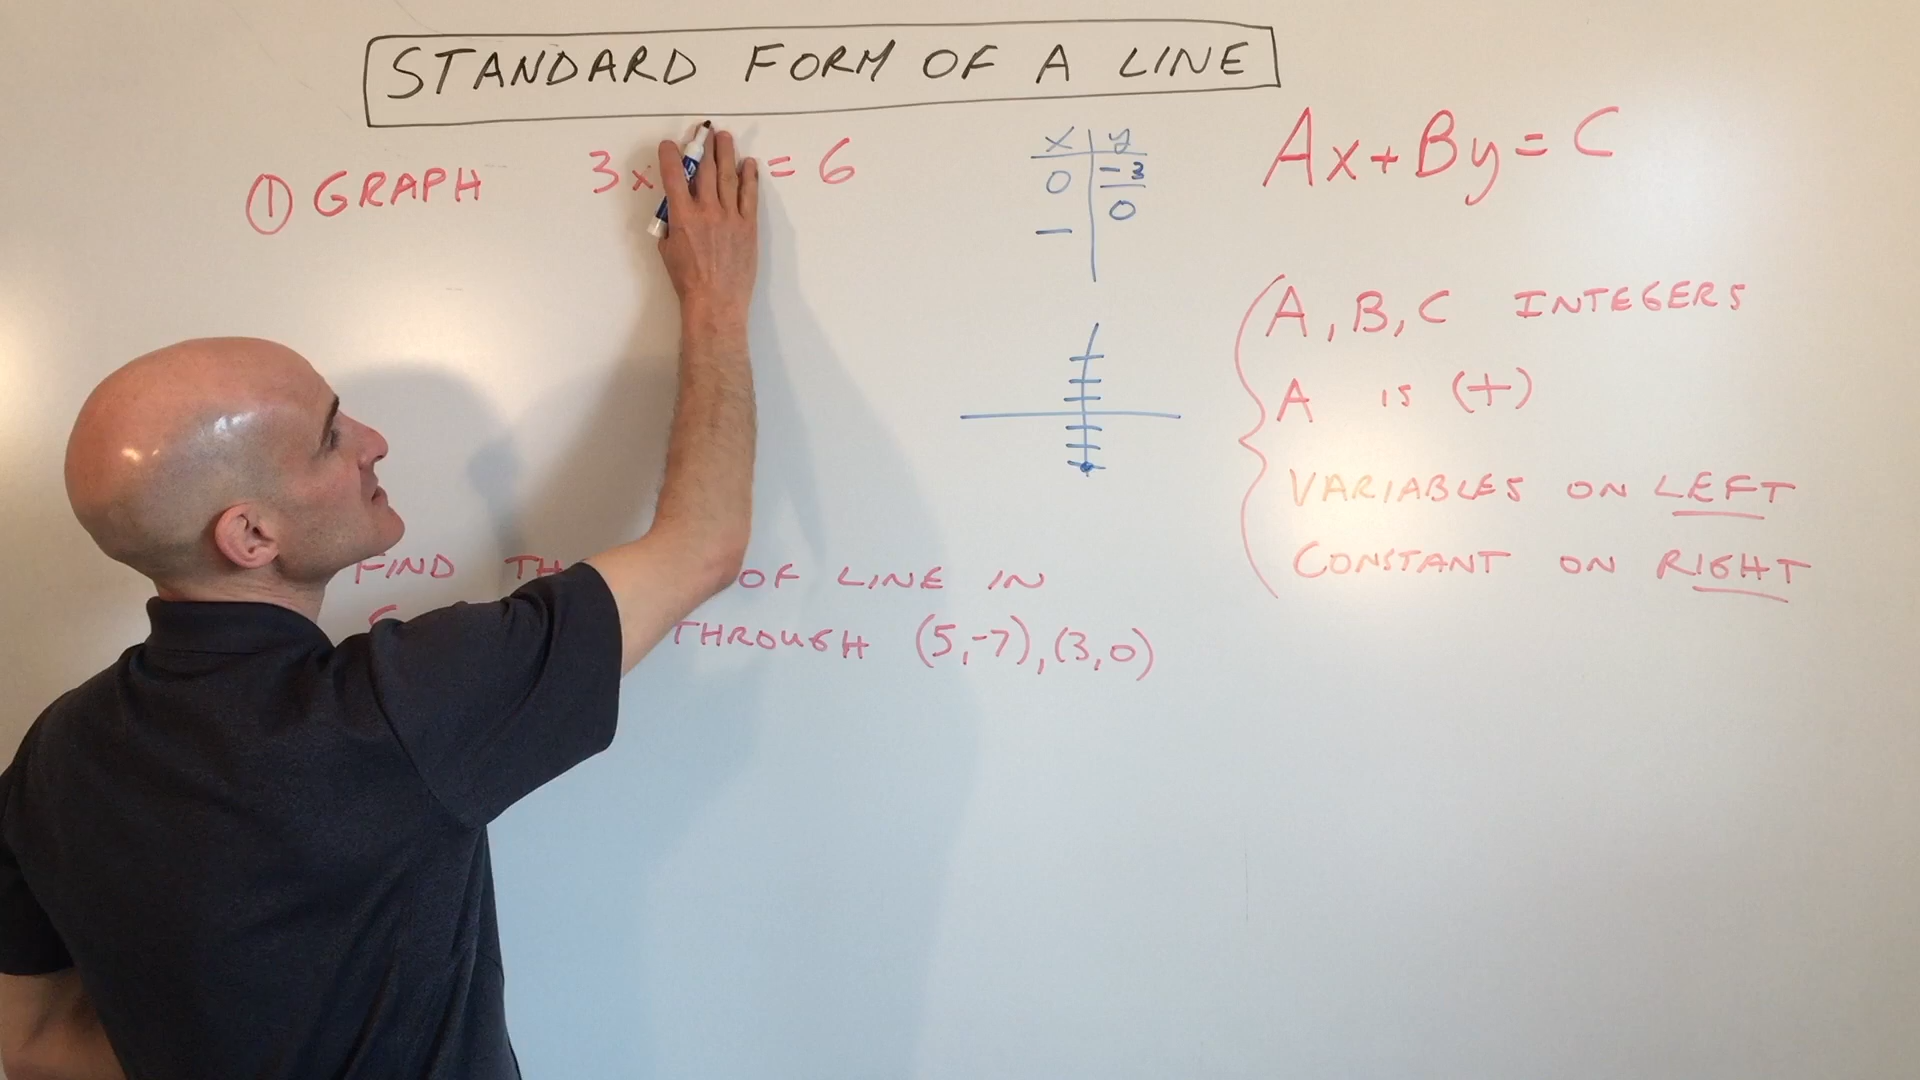 STANDARD FORM OF A LINE
① GRAPH 3x = 6
x y
0 -3
— 0
Ax+By=C
A, B, C INTEGERS
A IS (+)
VARIABLES ON LEFT
CONSTANT ON RIGHT
FIND OF LINE IN
THROUGH (5,-7), (3,0)